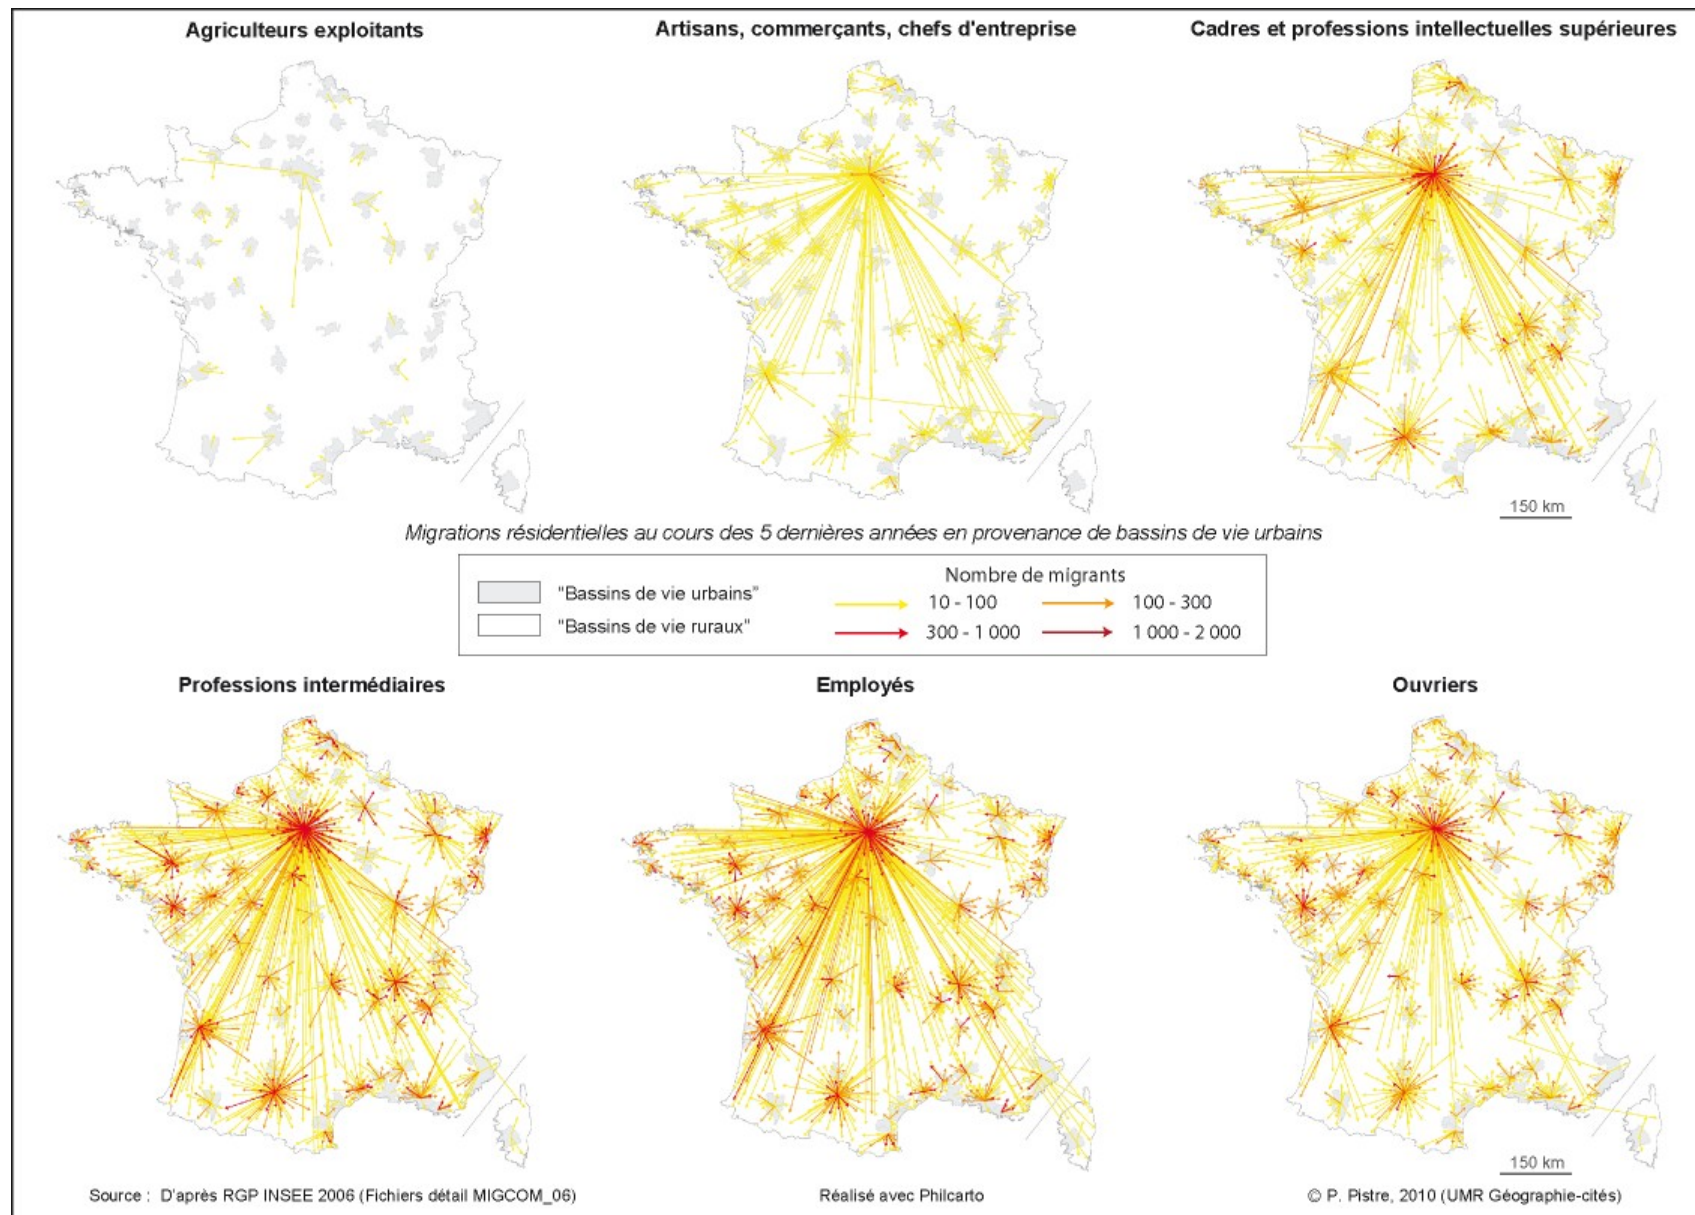 Agriculteurs exploitants
Artisans, commerçants, chefs d'entreprise
Cadres et professions intellectuelles supérieures
150 km
Migrations résidentielles au cours des 5 dernières années en provenance de bassins de vie urbains
"Bassins de vie urbains"
"Bassins de vie ruraux"
Nombre de migrants
10 - 100
100 - 300
300 - 1 000
1 000 - 2 000
Professions intermédiaires
Employés
Ouvriers
150 km
Source : D'après RGP INSEE 2006 (Fichiers détail MIGCOM_06)
Réalisé avec Philcarto
© P. Pistre, 2010 (UMR Géographie-cités)